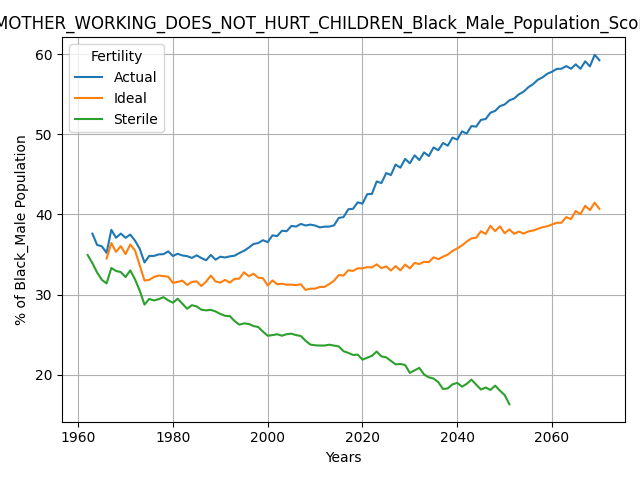 MOTHER_WORKING_DOES_NOT_HURT_CHILDREN_Black_Male_Population_Scor
Fertility
Actual
Ideal
Sterile
% of Black_Male Population
60
50
40
30
20
1960
1980
2000
2020
2040
2060
Years